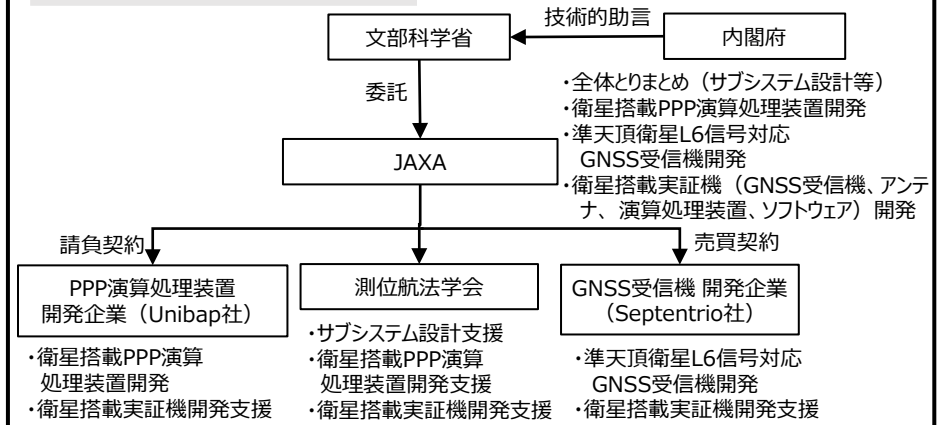 技術的助言
文部科学省
内閣府
委託
・全体とりまとめ（サブシステム設計等）
・衛星搭載PPP演算処理装置開発
・準天頂衛星L6信号対応
GNSS受信機開発
・衛星搭載実証機（GNSS受信機、アンテ
ナ、演算処理装置、ソフトウェア）開発
JAXA
請負契約
売買契約
PPP演算処理装置
開発企業（Unibap社）
・衛星搭載PPP演算
処理装置開発
・衛星搭載実証機開発支援
測位航法学会
・サブシステム設計支援
・衛星搭載PPP演算
処理装置開発支援
・衛星搭載実証機開発支援
GNSS受信機 開発企業
（Septentrio社）
・準天頂衛星L6信号対応
GNSS受信機開発
・衛星搭載実証機開発支援